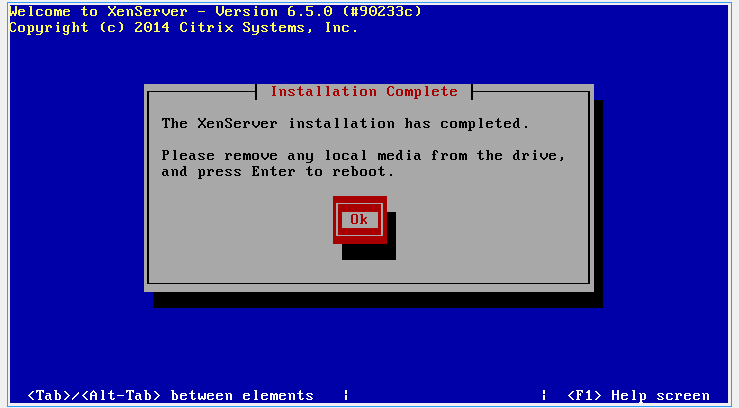 Welcome to XenServer - Version 6.5.0 (#90233c)
Copyright (c) 2014 Citrix Systems, Inc.
Installation Complete
The XenServer installation has completed.
Please remove any local media from the drive,
and press Enter to reboot.
Ok
<Tab>/<Alt-Tab> between elements | | <F1> Help screen